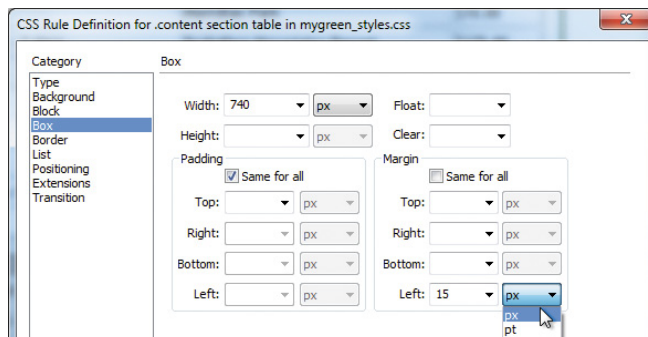 CSS Rule Definition for .content section table in mygreen_styles.css
Category
Type
Background
Block
Box
Border
List
Positioning
Extensions
Transition
Box
Width: 740 px Float:
Height: px Clear:
Padding
Same for all
Top: px
Right: px
Bottom: px
Left: px
Margin
Same for all
Top: px
Right: px
Bottom: px
Left: 15 px
px
pt